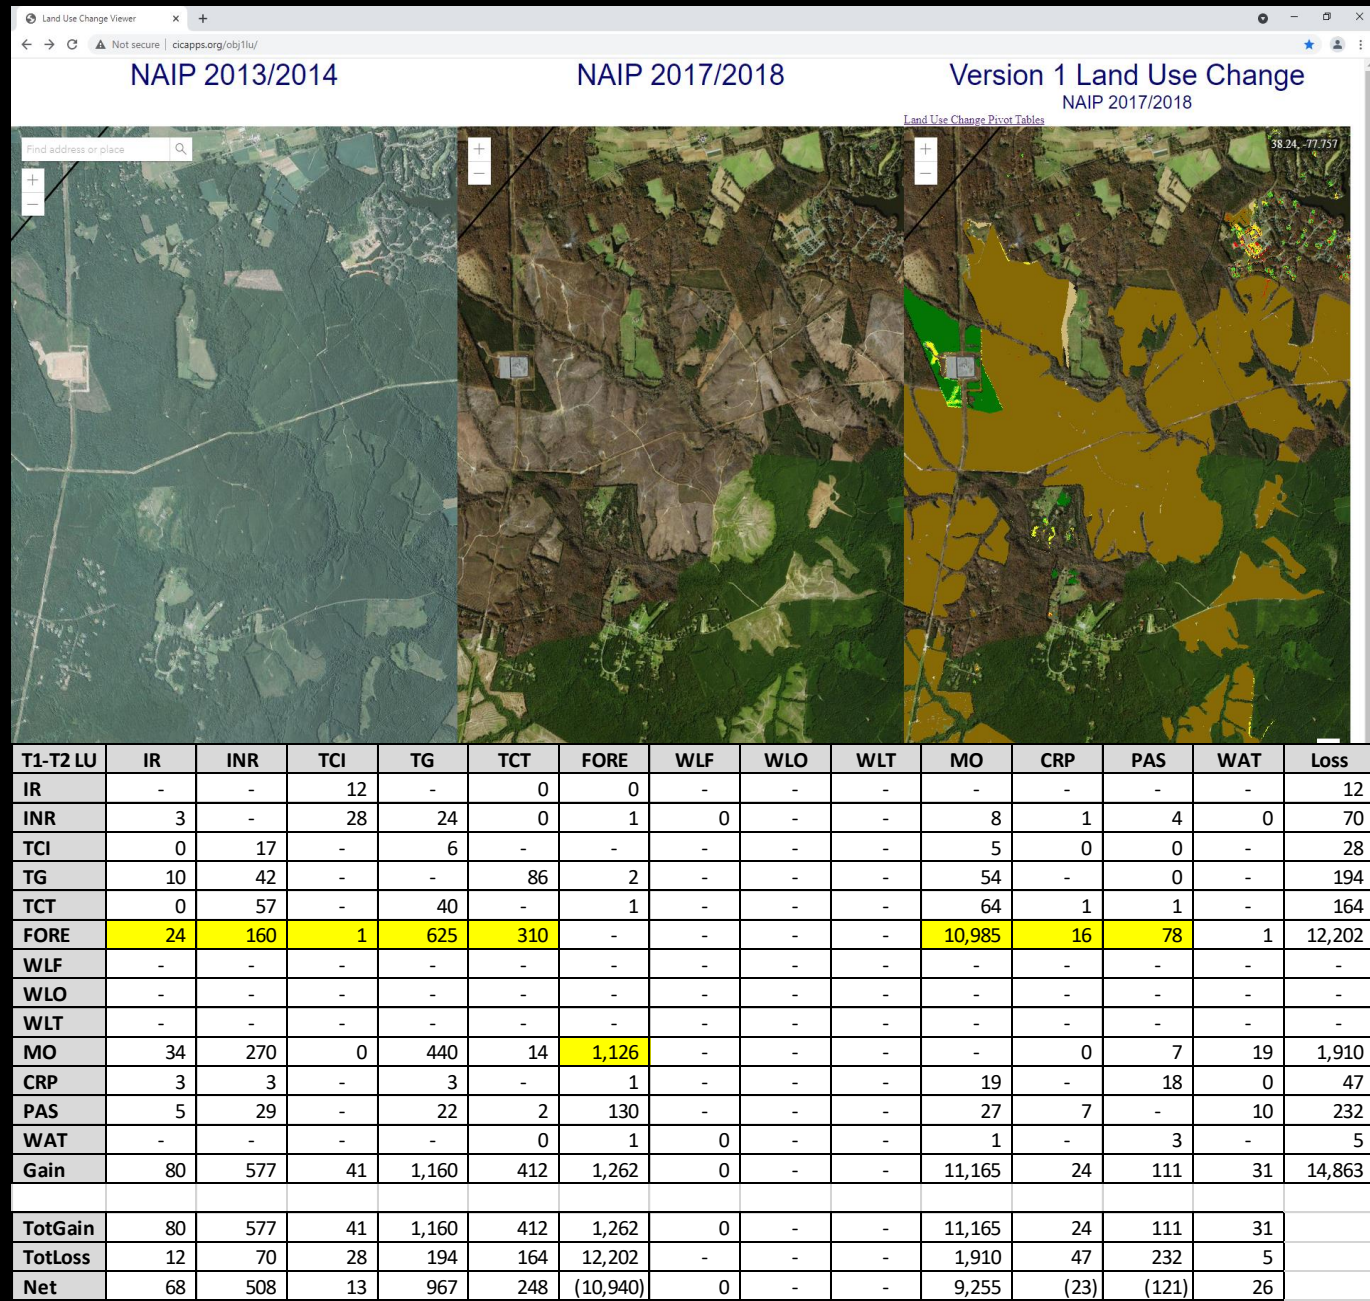 Land Use Change Viewer
Not secure | cicapps.org/obj1lu/
NAIP 2013/2014
NAIP 2017/2018
Version 1 Land Use Change
NAIP 2017/2018
Land Use Change Pivot Tables
Find address or place
38.24, -77.757
T1-T2 LU IR INR TCI TG TCT FORE WLF WLO WLT MO CRP PAS WAT Loss
IR - - 12 - 0 0 - - - - - - - 12
INR 3 - 28 24 0 1 0 - - 8 1 4 0 70
TCI 0 17 - 6 - - - - - 5 0 0 - 28
TG 10 42 - - 86 2 - - - 54 - 0 - 194
TCT 0 57 - 40 - 1 - - - 64 1 1 - 164
FORE 24 160 1 625 310 - - - - 10,985 16 78 1 12,202
WLF - - - - - - - - - - - - - -
WLO - - - - - - - - - - - - - -
WLT - - - - - - - - - - - - - -
MO 34 270 0 440 14 1,126 - - - - 0 7 19 1,910
CRP 3 3 - 3 - 1 - - - 19 - 18 0 47
PAS 5 29 - 22 2 130 - - - 27 7 - 10 232
WAT - - - - 0 1 0 - - 1 - 3 - 5
Gain 80 577 41 1,160 412 1,262 0 - - 11,165 24 111 31 14,863
TotGain 80 577 41 1,160 412 1,262 0 - - 11,165 24 111 31
TotLoss 12 70 28 194 164 12,202 - - - 1,910 47 232 5
Net 68 508 13 967 248 (10,940) 0 - - 9,255 (23) (121) 26